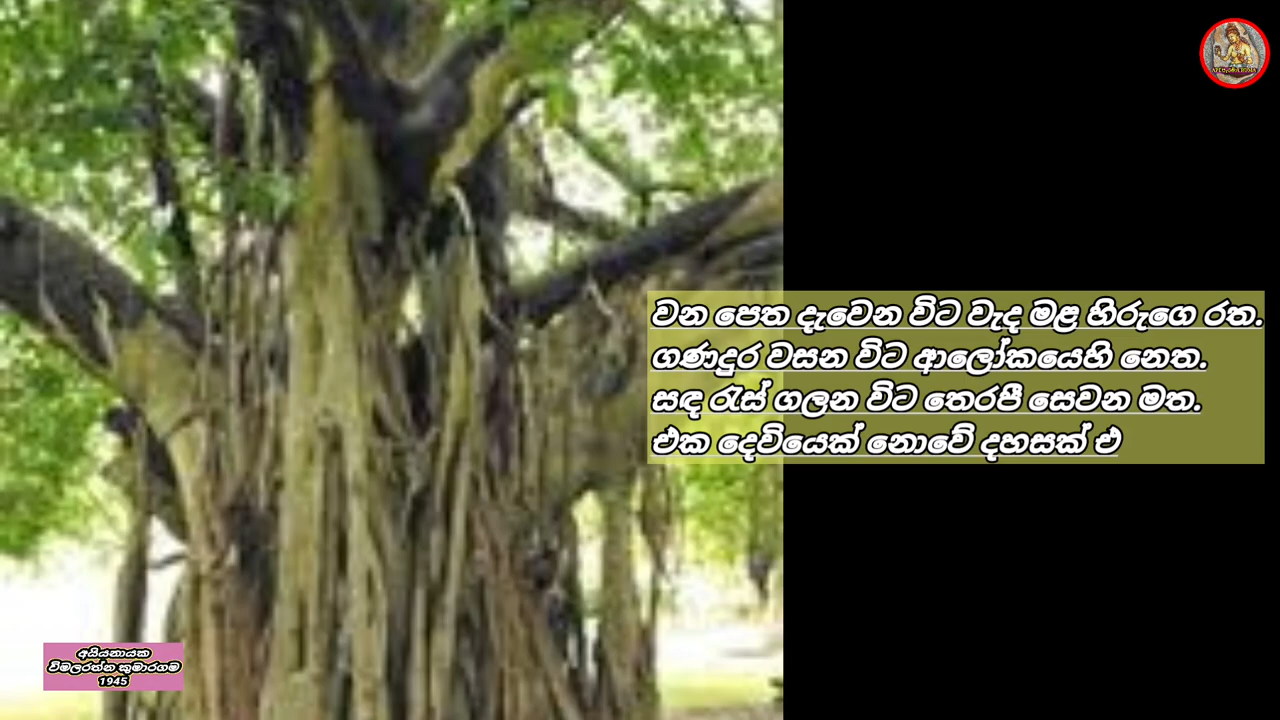 වන පෙත දැවෙන විට වැද මළ හිරුගෙ රත.
ගණදුර වසන විට ආලෝකයෙහි නෙත.
සඳ රැස් ගලන විට තෙරපී සෙවන මත.
එක දෙවියෙක් නොවේ දහසක් එ
අයියනායක
විමලරත්න කුමාරගම
1945